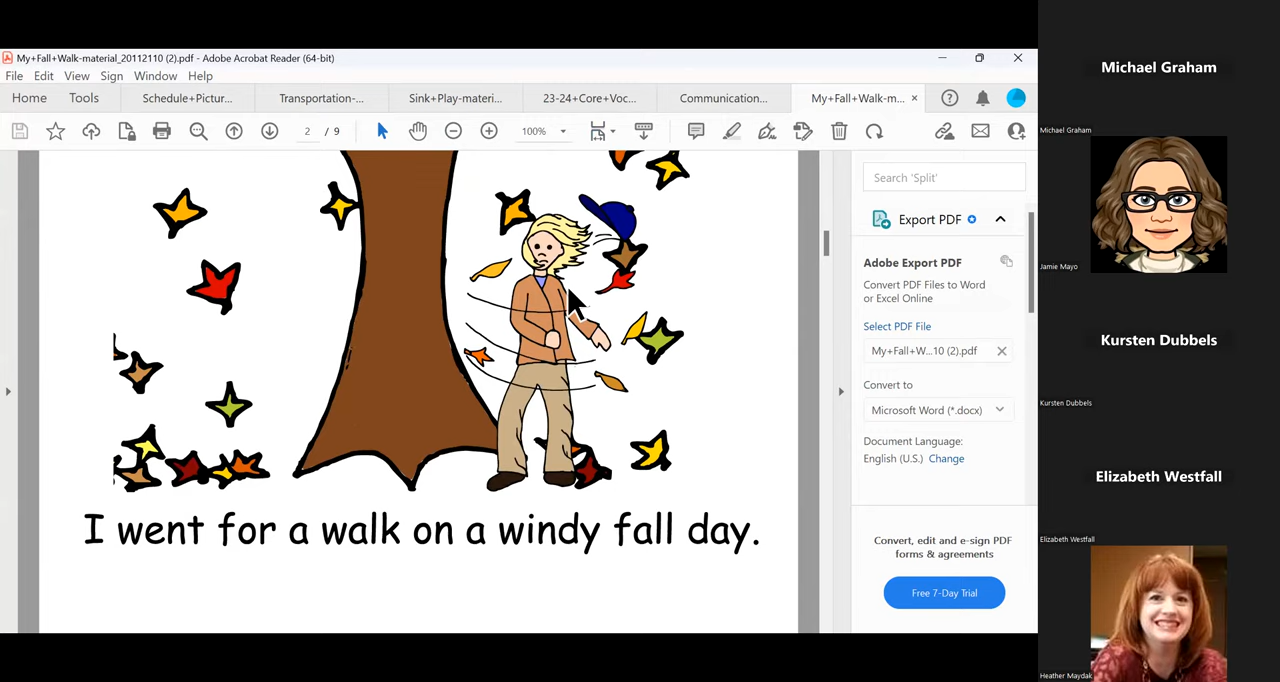 My+Fall+Walk-material_20112110 (2).pdf - Adobe Acrobat Reader (64-bit)
File Edit View Sign Window Help
Home Tools Schedule+Pictur... Transportation-... Sink+Play-materi... 23-24+Core+Voc... Communication... My+Fall+Walk-m... ×
2 / 9 100%
Search 'Split'
Export PDF
Adobe Export PDF
Convert PDF Files to Word
or Excel Online
Select PDF File
My+Fall+W...10 (2).pdf
Convert to
Microsoft Word (*.docx)
Document Language:
English (U.S.) Change
Convert, edit and e-sign PDF
forms & agreements
Free 7-Day Trial
I went for a walk on a windy fall day.
Michael Graham
Michael Graham
Jamie Mayo
Kursten Dubbels
Kursten Dubbels
Elizabeth Westfall
Elizabeth Westfall
Heather Maydak